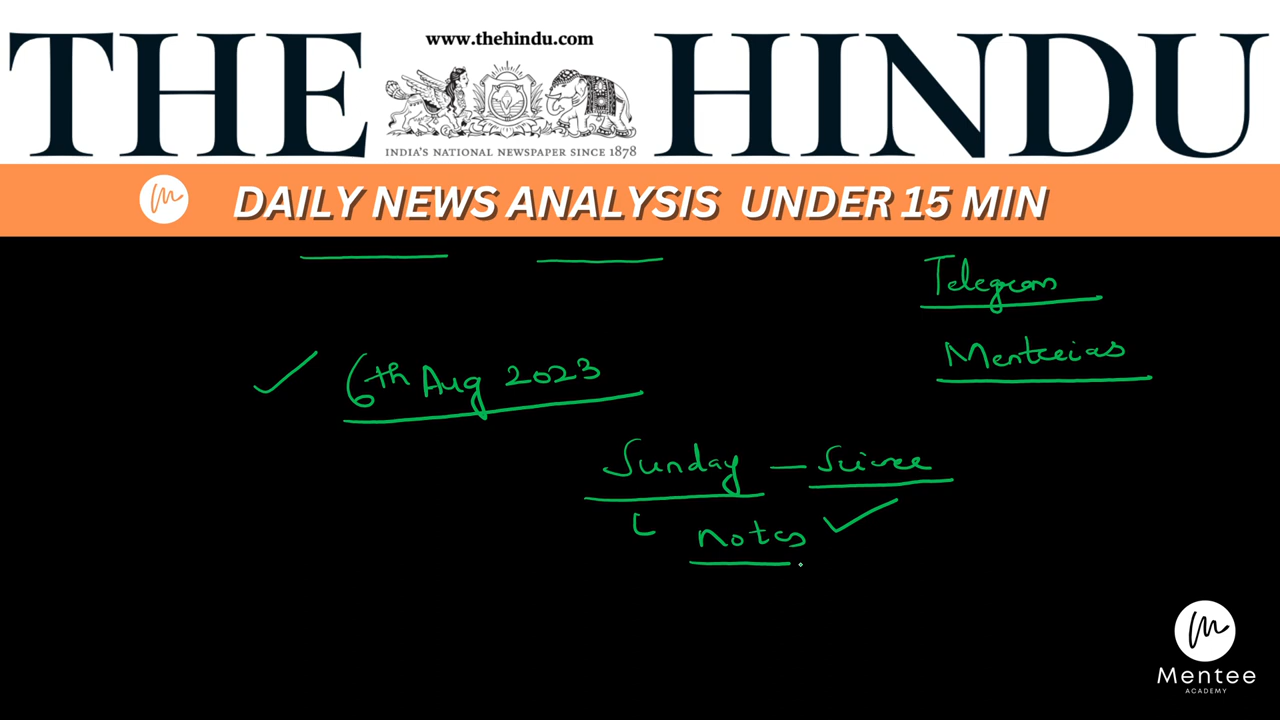 www.thehindu.com
THE HINDU
INDIA'S NATIONAL NEWSPAPER SINCE 1878
DAILY NEWS ANALYSIS UNDER 15 MIN
Telegram
Menteeias
6th Aug 2023
Sunday —
notes
Mentee
ACADEMY